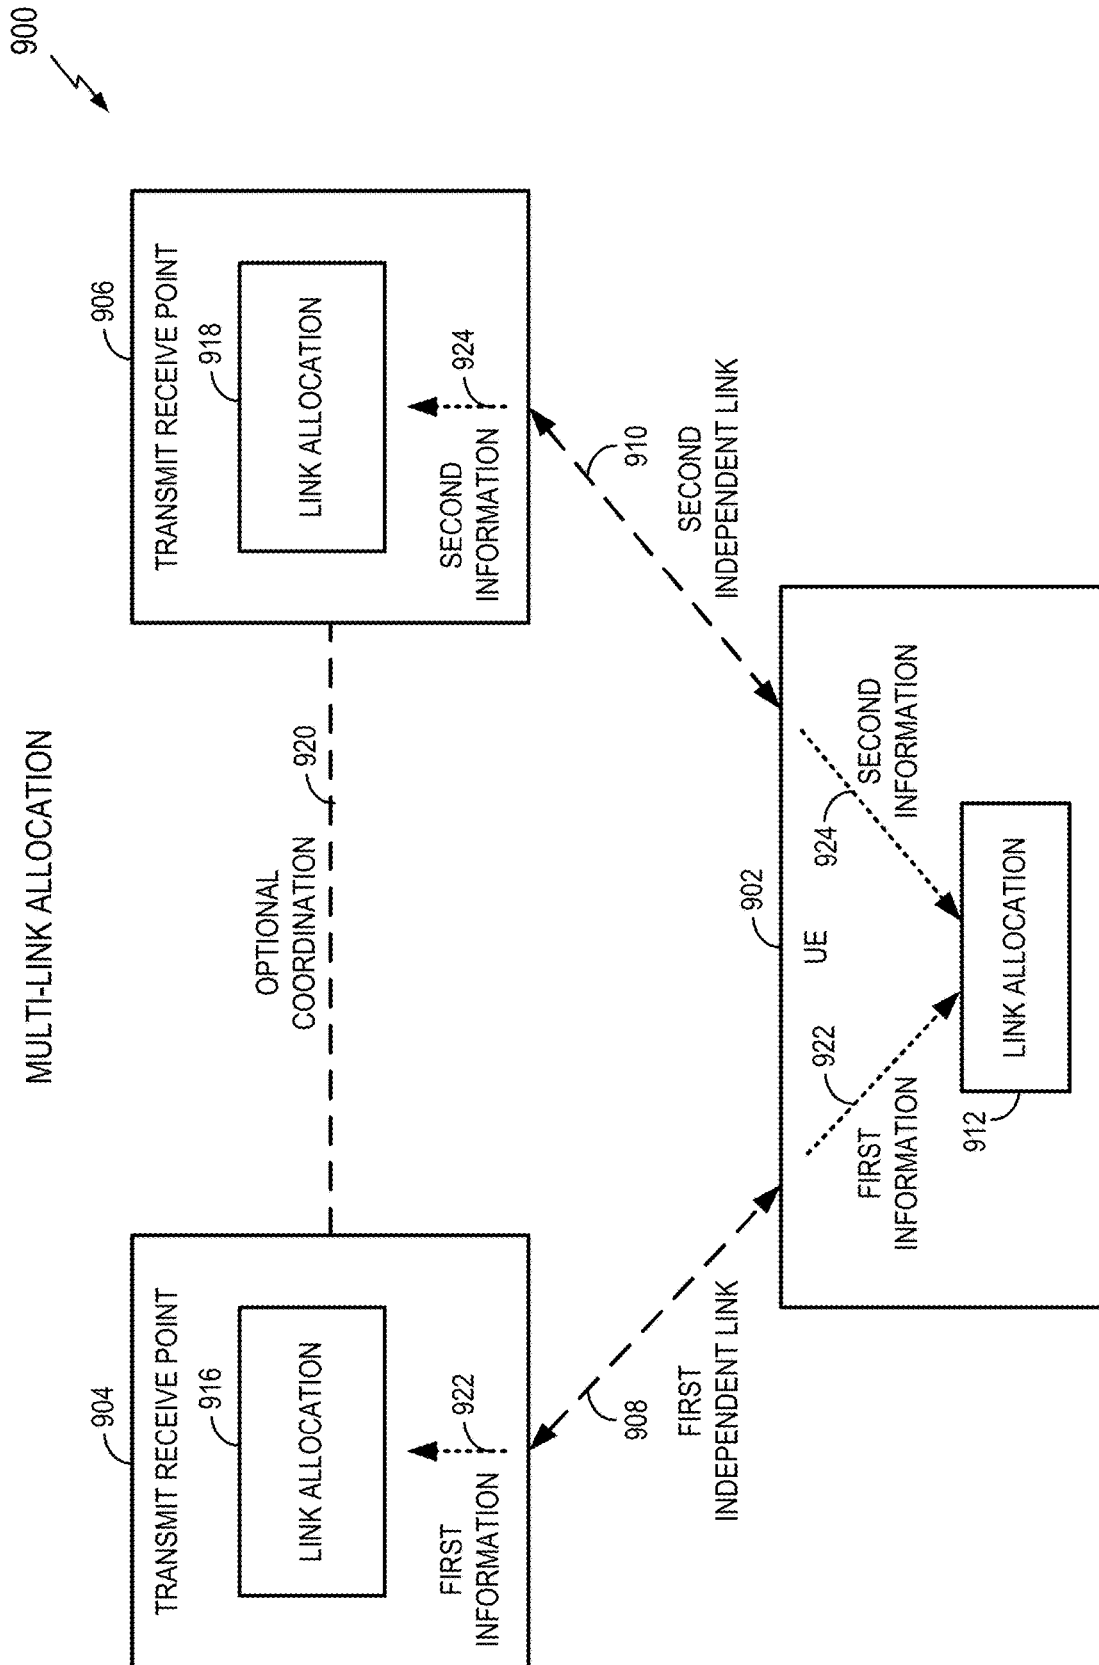 MULTI-LINK ALLOCATION
900
904
TRANSMIT RECEIVE POINT
916
LINK ALLOCATION
FIRST
INFORMATION
922
OPTIONAL
COORDINATION
920
906
TRANSMIT RECEIVE POINT
918
LINK ALLOCATION
SECOND
INFORMATION
924
908
FIRST
INDEPENDENT LINK
910
SECOND
INDEPENDENT LINK
902
UE
FIRST
INFORMATION
922
924
SECOND
INFORMATION
912
LINK ALLOCATION